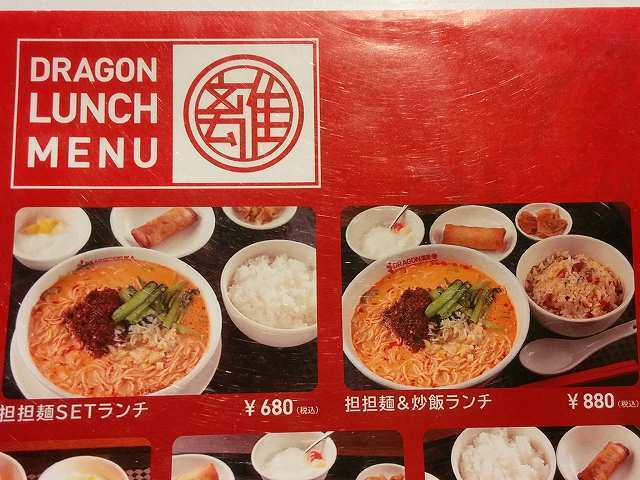 DRAGON
LUNCH
MENU
離
担担麺SETランチ
¥680(税込)
担担麺&炒飯ランチ
¥880(税込)